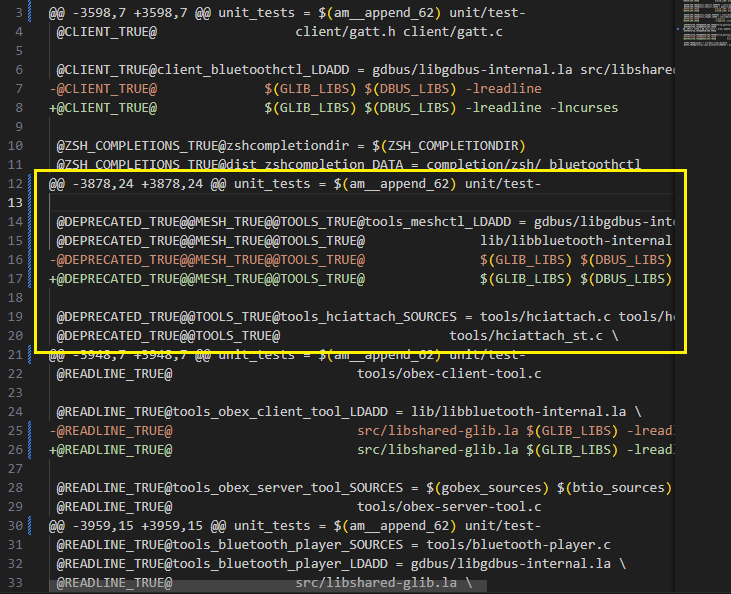 3 @@ -3598,7 +3598,7 @@ unit_tests = $(am__append_62) unit/test-
4 @CLIENT_TRUE@ client/gatt.h client/gatt.c
5
6 @CLIENT_TRUE@client_bluetoothctl_LDADD = gdbus/libgdbus-internal.la src/libshared
7 -@CLIENT_TRUE@ $(GLIB_LIBS) $(DBUS_LIBS) -lreadline
8 +@CLIENT_TRUE@ $(GLIB_LIBS) $(DBUS_LIBS) -lreadline -lncurses
9
10 @ZSH_COMPLETIONS_TRUE@zshcompletiondir = $(ZSH_COMPLETIONDIR)
11 @ZSH_COMPLETIONS_TRUE@dist_zshcompletion_DATA = completion/zsh/_bluetoothctl
12 @@ -3878,24 +3878,24 @@ unit_tests = $(am__append_62) unit/test-
13
14 @DEPRECATED_TRUE@@MESH_TRUE@@TOOLS_TRUE@tools_meshctl_LDADD = gdbus/libgdbus-inte
15 @DEPRECATED_TRUE@@MESH_TRUE@@TOOLS_TRUE@ lib/libbluetooth-internal
16 -@DEPRECATED_TRUE@@MESH_TRUE@@TOOLS_TRUE@ $(GLIB_LIBS) $(DBUS_LIBS)
17 +@DEPRECATED_TRUE@@MESH_TRUE@@TOOLS_TRUE@ $(GLIB_LIBS) $(DBUS_LIBS)
18
19 @DEPRECATED_TRUE@@TOOLS_TRUE@tools_hciattach_SOURCES = tools/hciattach.c tools/hc
20 @DEPRECATED_TRUE@@TOOLS_TRUE@ tools/hciattach_st.c \
21 @@ -5948,7 +5948,7 @@ unit_tests = $(am__append_62) unit/test-
22 @READLINE_TRUE@ tools/obex-client-tool.c
23
24 @READLINE_TRUE@tools_obex_client_tool_LDADD = lib/libbluetooth-internal.la \
25 -@READLINE_TRUE@ src/libshared-glib.la $(GLIB_LIBS) -lreadl
26 +@READLINE_TRUE@ src/libshared-glib.la $(GLIB_LIBS) -lreadl
27
28 @READLINE_TRUE@tools_obex_server_tool_SOURCES = $(gobex_sources) $(btio_sources)
29 @READLINE_TRUE@ tools/obex-server-tool.c
30 @@ -3959,15 +3959,15 @@ unit_tests = $(am__append_62) unit/test-
31 @READLINE_TRUE@tools_bluetooth_player_SOURCES = tools/bluetooth-player.c
32 @READLINE_TRUE@tools_bluetooth_player_LDADD = gdbus/libgdbus-internal.la \
33 @READLINE_TRUE@ src/libshared-glib.la \